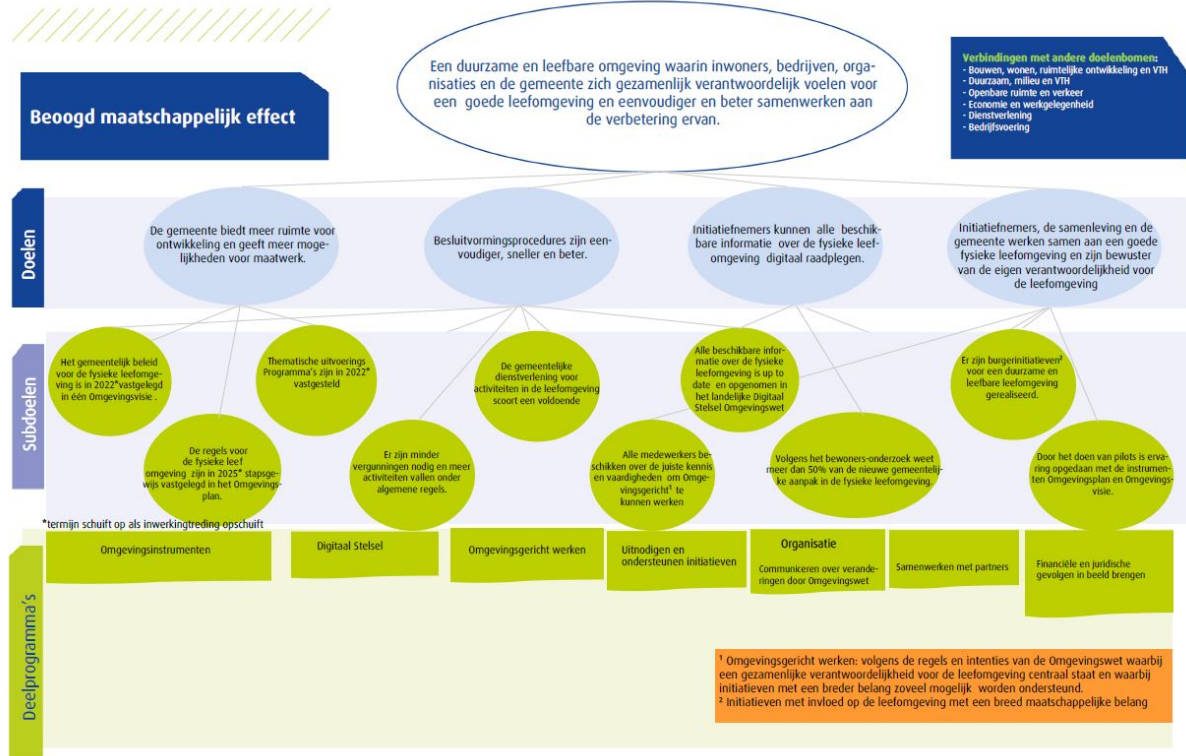 Beoogd maatschappelijk effect
Een duurzame en leefbare omgeving waarin inwoners, bedrijven, orga-
nisaties en de gemeente zich gezamenlijk verantwoordelijk voelen voor
een goede leefomgeving en eenvoudiger en beter samenwerken aan
de verbetering ervan.
Verbindingen met andere doelenbomen:
- Bouwen, wonen, ruimtelijke ontwikkeling en VTH
- Duurzaam, milieu en VTH
- Openbare ruimte en verkeer
- Economie en werkgelegenheid
- Dienstverlening
- Bedrijfsvoering
Doelen
De gemeente biedt meer ruimte voor
ontwikkeling en geeft meer moge-
lijkheden voor maatwerk.
Besluitvormingsprocedures zijn een-
voudiger, sneller en beter.
Initiatiefnemers kunnen alle beschik-
bare informatie over de fysieke leef-
omgeving digitaal raadplegen.
Initiatiefnemers, de samenleving en de
gemeente werken samen aan een goede
fysieke leefomgeving en zijn bewuster
van de eigen verantwoordelijkheid voor
de leefomgeving
Subdoelen
Het gemeentelijk beleid
voor de fysieke leefomge-
ving is in 2022*vastgelegd
in één Omgevingsvisie .
Thematische uitvoerings
Programma's zijn in 2022*
vastgesteld
De gemeentelijke
dienstverlening voor
activiteiten in de leefomgeving
scoort een voldoende
Alle beschikbare infor-
matie over de fysieke
leefomgeving is up to
date en opgenomen in
het landelijke Digitaal
Stelsel Omgevingswet
Er zijn burgerinitiatieven²
voor een duurzame en
leefbare leefomgeving
gerealiseerd.
De regels voor
de fysieke leef
omgeving zijn in 2025* stapsge-
wijs vastgelegd in het Omgevings-
plan.
Er zijn minder
vergunningen nodig en meer
activiteiten vallen onder
algemene regels.
Alle medewerkers be-
schikken over de juiste kennis
en vaardigheden om Omge-
vingsgericht¹ te
kunnen werken
Volgens het bewoners-onderzoek weet
meer dan 50% van de nieuwe gemeentelij-
ke aanpak in de fysieke leefomgeving.
Door het doen van pilots is erva-
ring opgedaan met de instrumen-
ten Omgevingsplan en Omgevings-
visie.
*termijn schuift op als inwerkingtreding opschuift
Deelprogramma's
Omgevingsinstrumenten
Digitaal Stelsel
Omgevingsgericht werken
Uitnodigen en
ondersteunen initiatieven
Organisatie
Communiceren over verande-
ringen door Omgevingswet
Samenwerken met partners
Financiële en juridische
gevolgen in beeld brengen
¹ Omgevingsgericht werken: volgens de regels en intenties van de Omgevingswet waarbij
een gezamenlijke verantwoordelijkheid voor de leefomgeving centraal staat en waarbij
initiatieven met een breder belang zoveel mogelijk worden ondersteund.
² Initiatieven met invloed op de leefomgeving met een breed maatschappelijke belang